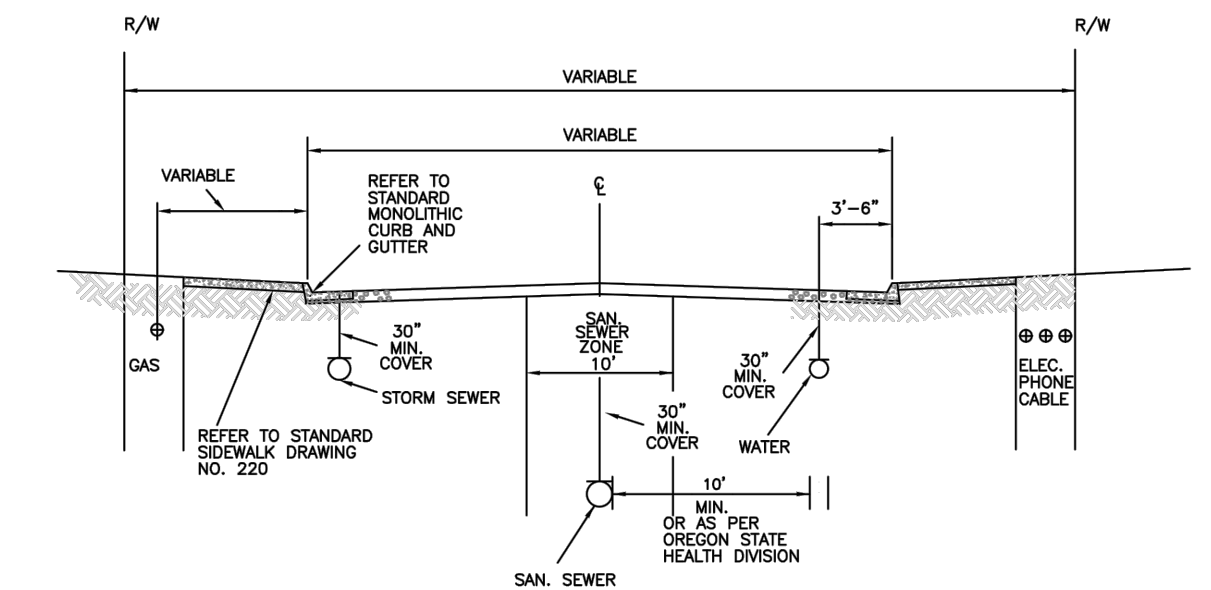 R/W
R/W
VARIABLE
VARIABLE
VARIABLE
REFER TO
STANDARD
MONOLITHIC
CURB AND
GUTTER
℄
3'-6"
GAS
30"
MIN.
COVER
STORM SEWER
SAN.
SEWER
ZONE
10'
30"
MIN.
COVER
ELEC.
PHONE
CABLE
REFER TO STANDARD
SIDEWALK DRAWING
NO. 220
30"
MIN.
COVER
WATER
10'
MIN.
OR AS PER
OREGON STATE
HEALTH DIVISION
SAN. SEWER